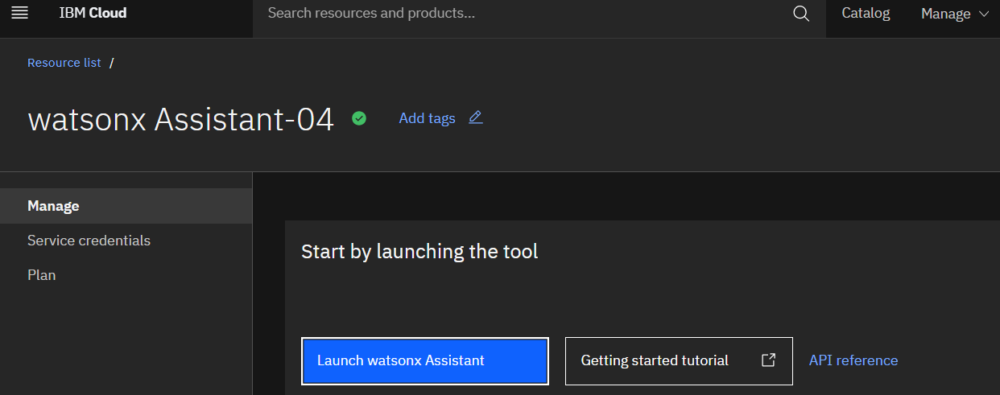 IBM Cloud
Search resources and products...
Catalog
Manage
Resource list /
watsonx Assistant-04
Add tags
Manage
Service credentials
Plan
Start by launching the tool
Launch watsonx Assistant
Getting started tutorial
API reference